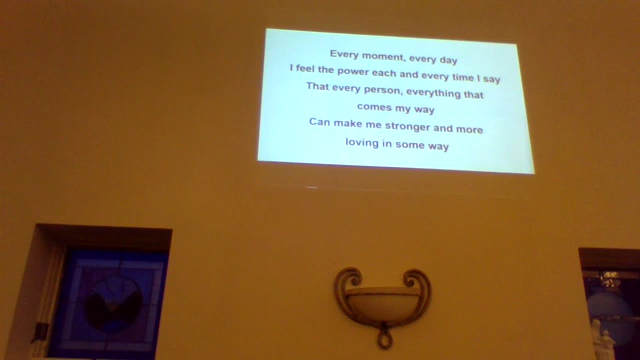 Every moment, every day
I feel the power each and every time I say
That every person, everything that
comes my way
Can make me stronger and more
loving in some way